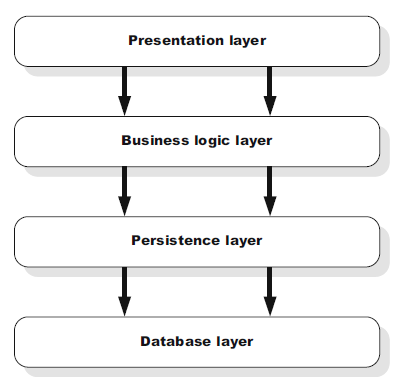 Presentation layer
Business logic layer
Persistence layer
Database layer